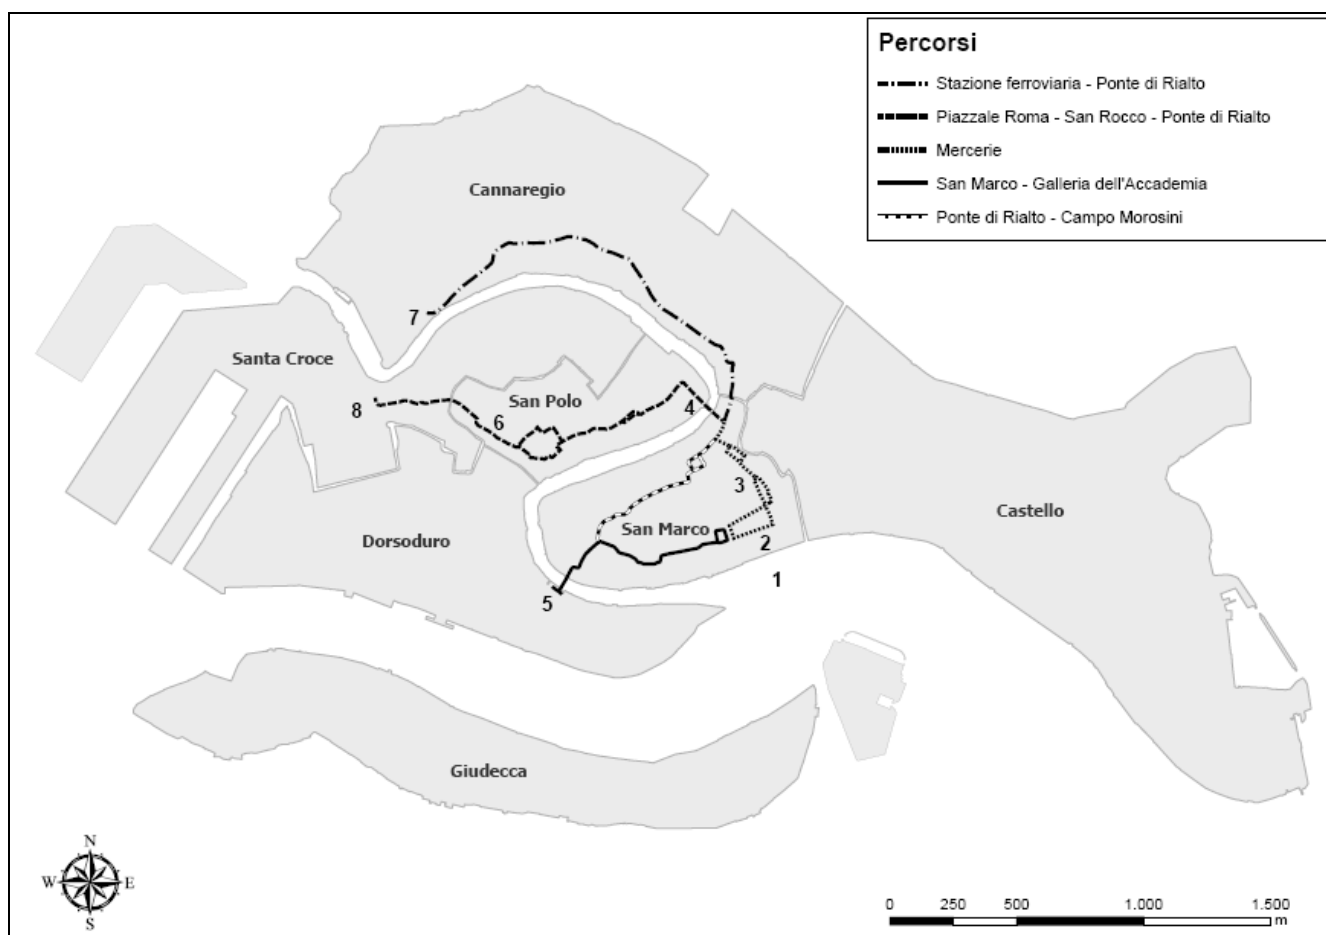 Percorsi
Stazione ferroviaria - Ponte di Rialto
Piazzale Roma - San Rocco - Ponte di Rialto
Mercerie
San Marco - Galleria dell'Accademia
Ponte di Rialto - Campo Morosini
Cannaregio
7
Santa Croce
8
San Polo
6
4
3
San Marco
2
Castello
Dorsoduro
1
5
Giudecca
N
W E
S
0 250 500 1.000 1.500
m